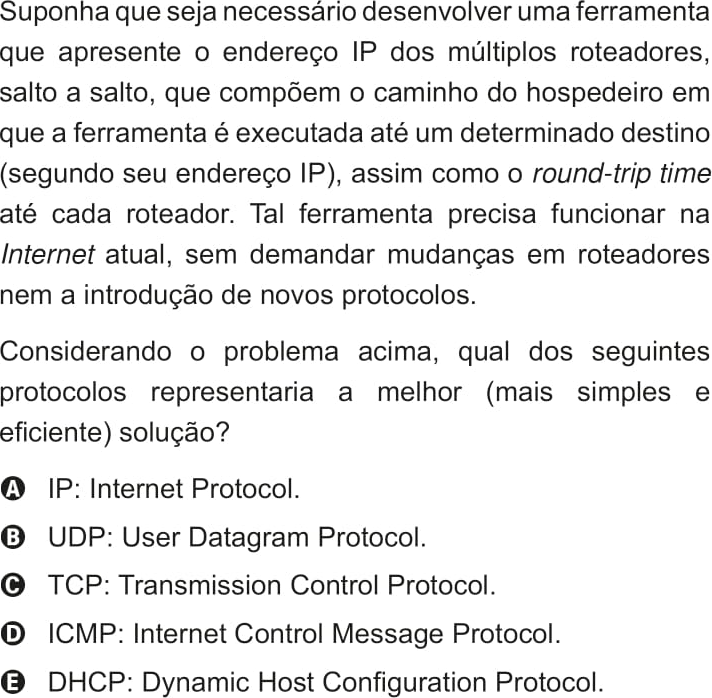 Suponha que seja necessário desenvolver uma ferramenta
que apresente o endereço IP dos múltiplos roteadores,
salto a salto, que compõem o caminho do hospedeiro em
que a ferramenta é executada até um determinado destino
(segundo seu endereço IP), assim como o round-trip time
até cada roteador. Tal ferramenta precisa funcionar na
Internet atual, sem demandar mudanças em roteadores
nem a introdução de novos protocolos.
Considerando o problema acima, qual dos seguintes
protocolos representaria a melhor (mais simples e
eficiente) solução?
A IP: Internet Protocol.
B UDP: User Datagram Protocol.
C TCP: Transmission Control Protocol.
D ICMP: Internet Control Message Protocol.
E DHCP: Dynamic Host Configuration Protocol.